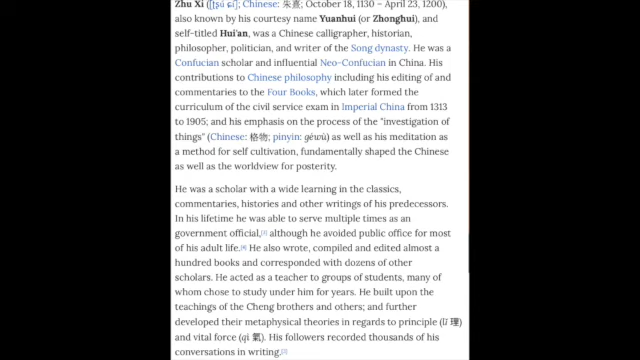 Zhu Xi ([ʈʂú ɕí]; Chinese: 朱熹; October 18, 1130 – April 23, 1200),
also known by his courtesy name Yuanhui (or Zhonghui), and
self-titled Hui'an, was a Chinese calligrapher, historian,
philosopher, politician, and writer of the Song dynasty. He was a
Confucian scholar and influential Neo-Confucian in China. His
contributions to Chinese philosophy including his editing of and
commentaries to the Four Books, which later formed the
curriculum of the civil service exam in Imperial China from 1313
to 1905; and his emphasis on the process of the "investigation of
things" (Chinese: 格物; pinyin: géwù) as well as his meditation as
a method for self cultivation, fundamentally shaped the Chinese
as well as the worldview for posterity.
He was a scholar with a wide learning in the classics,
commentaries, histories and other writings of his predecessors.
In his lifetime he was able to serve multiple times as an
government official, although he avoided public office for most
of his adult life. He also wrote, compiled and edited almost a
hundred books and corresponded with dozens of other
scholars. He acted as a teacher to groups of students, many of
whom chose to study under him for years. He built upon the
teachings of the Cheng brothers and others; and further
developed their metaphysical theories in regards to principle (lǐ 理)
and vital force (qì 氣). His followers recorded thousands of his
conversations in writing.